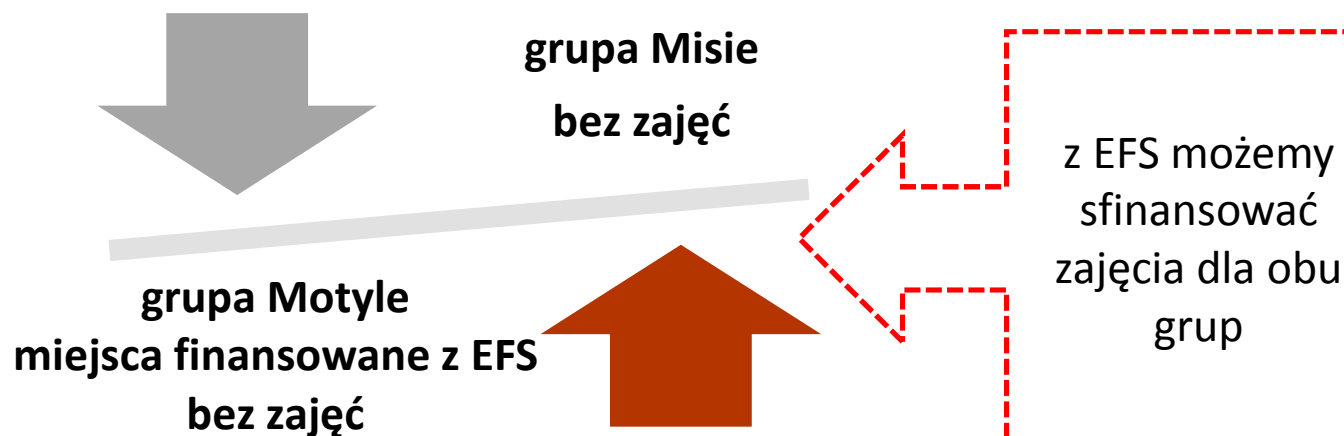 grupa Misie
bez zajęć
grupa Motyle
miejsca finansowane z EFS
bez zajęć
z EFS możemy
sfinansować
zajęcia dla obu
grup